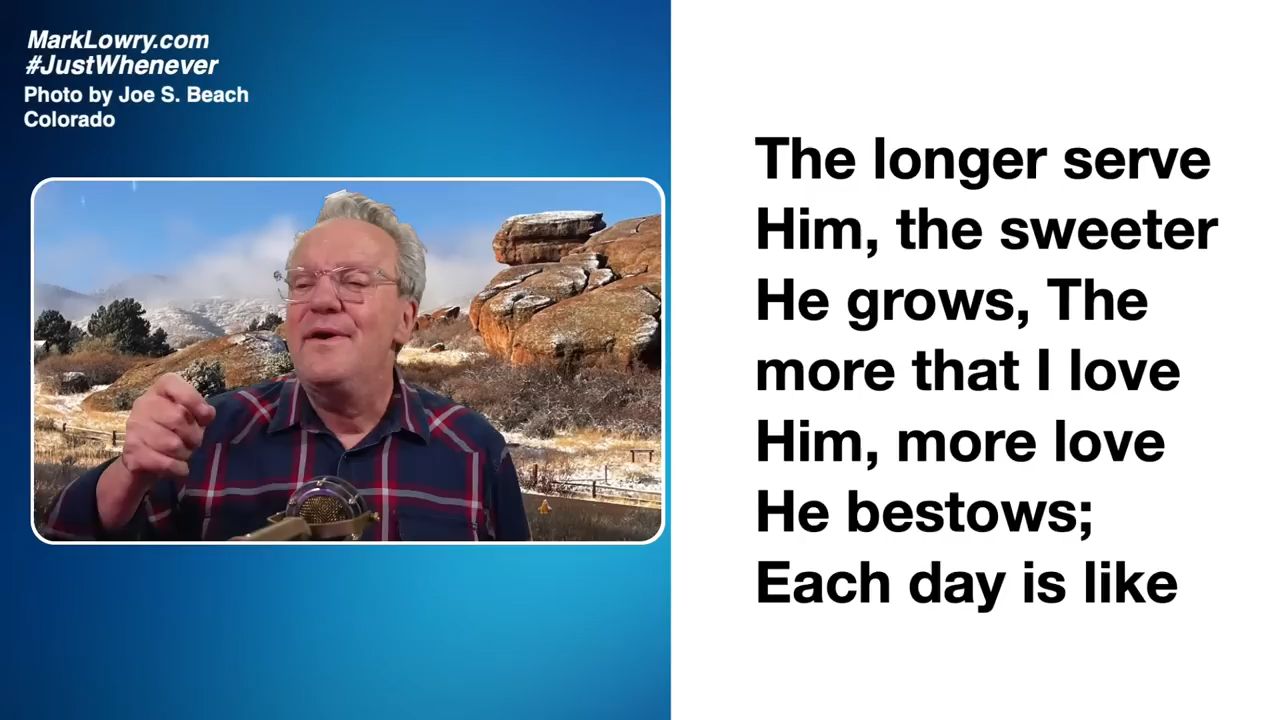 MarkLowry.com
#JustWhenever
Photo by Joe S. Beach
Colorado
The longer serve
Him, the sweeter
He grows, The
more that I love
Him, more love
He bestows;
Each day is like